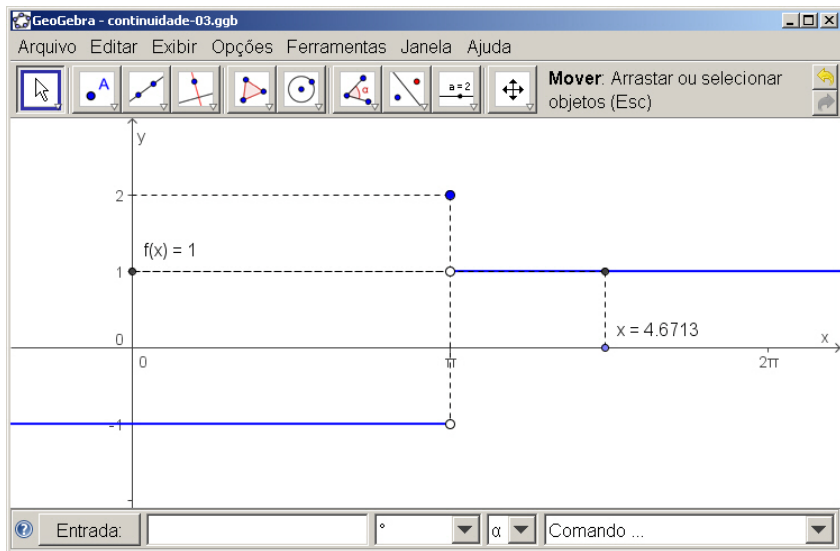 GeoGebra - continuidade-03.ggb
Arquivo Editar Exibir Opções Ferramentas Janela Ajuda
A
α
a=2
Mover: Arrastar ou selecionar
objetos (Esc)
y
2
f(x) = 1
1
x = 4.6713
0
x
0
π
2π
-1
Entrada:
°
α
Comando ...